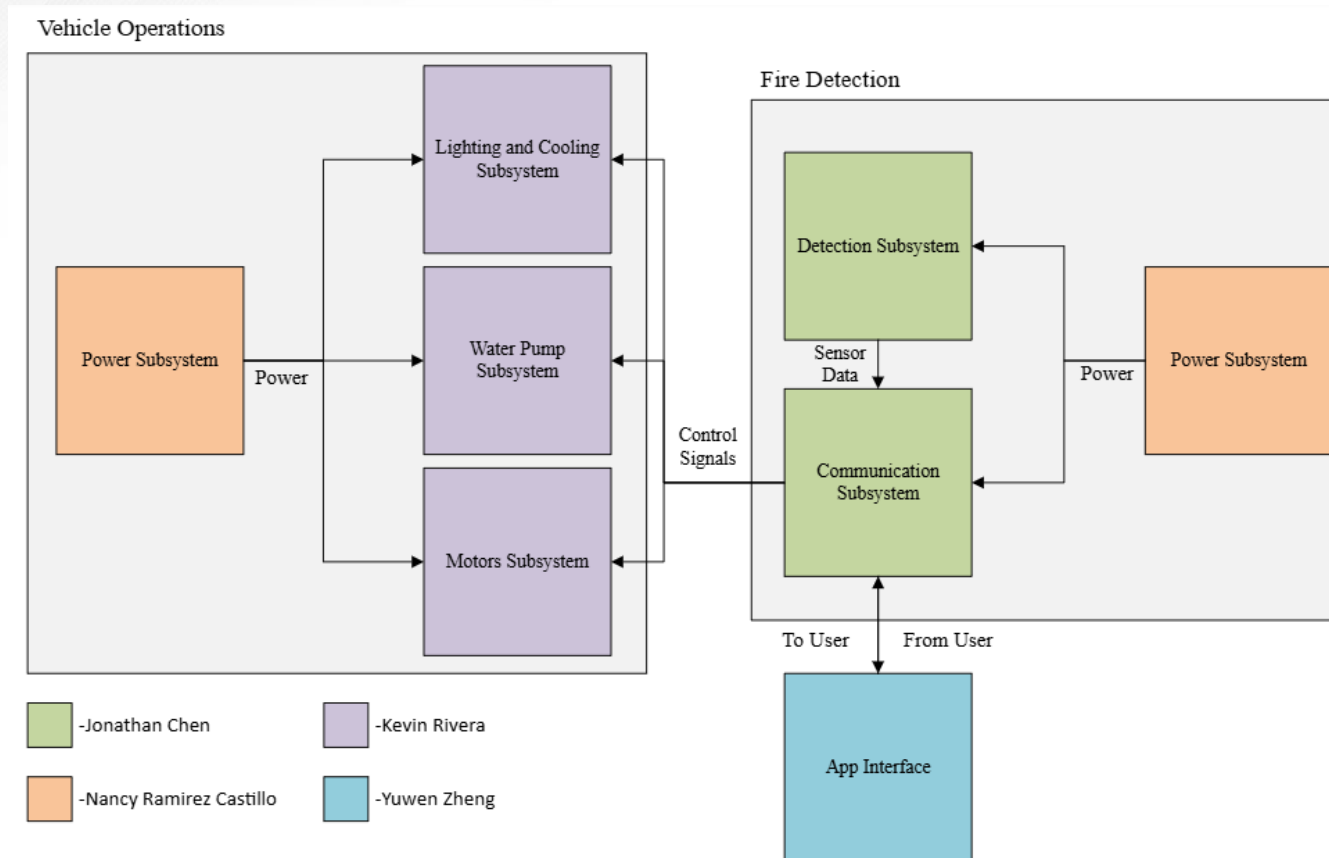 Vehicle Operations
Lighting and Cooling
Subsystem
Power Subsystem
Power
Water Pump
Subsystem
Motors Subsystem
Control
Signals
Fire Detection
Detection Subsystem
Sensor
Data
Communication
Subsystem
Power
Power Subsystem
To User
From User
App Interface
-Jonathan Chen
-Kevin Rivera
-Nancy Ramirez Castillo
-Yuwen Zheng